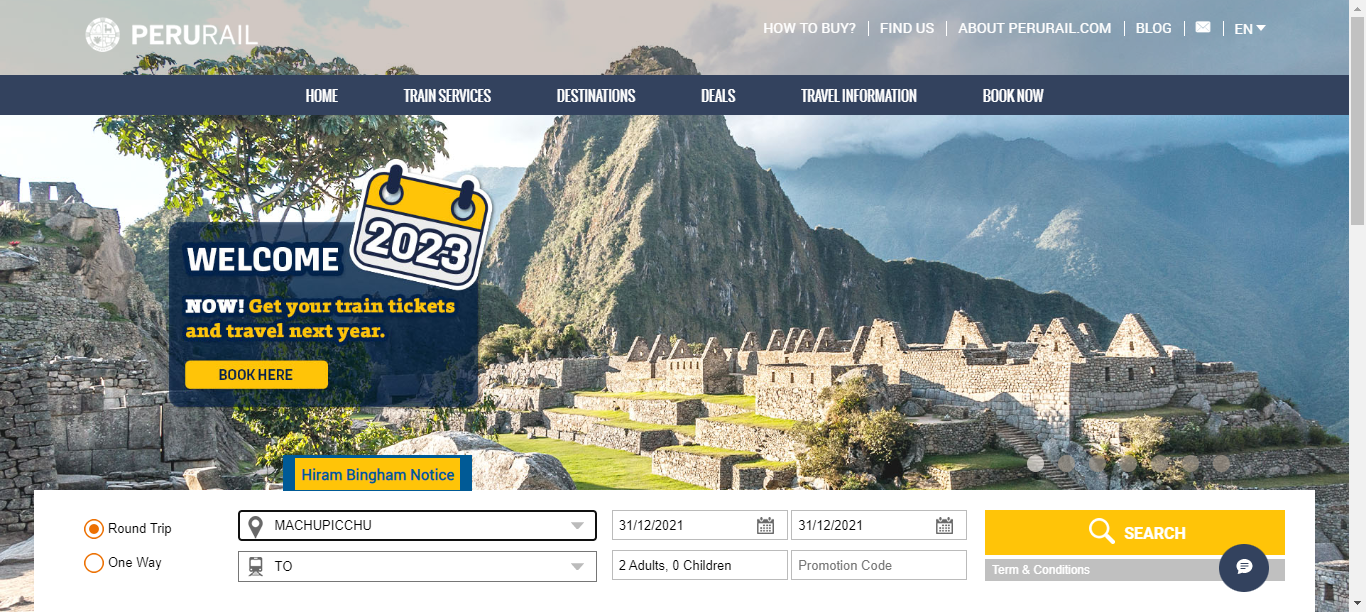 PERURAIL
HOW TO BUY?
FIND US
ABOUT PERURAIL.COM
BLOG
EN
HOME
TRAIN SERVICES
DESTINATIONS
DEALS
TRAVEL INFORMATION
BOOK NOW
2023
WELCOME
NOW! Get your train tickets
and travel next year.
BOOK HERE
Hiram Bingham Notice
Round Trip
One Way
MACHUPICCHU
TO
31/12/2021
31/12/2021
2 Adults, 0 Children
Promotion Code
SEARCH
Term & Conditions